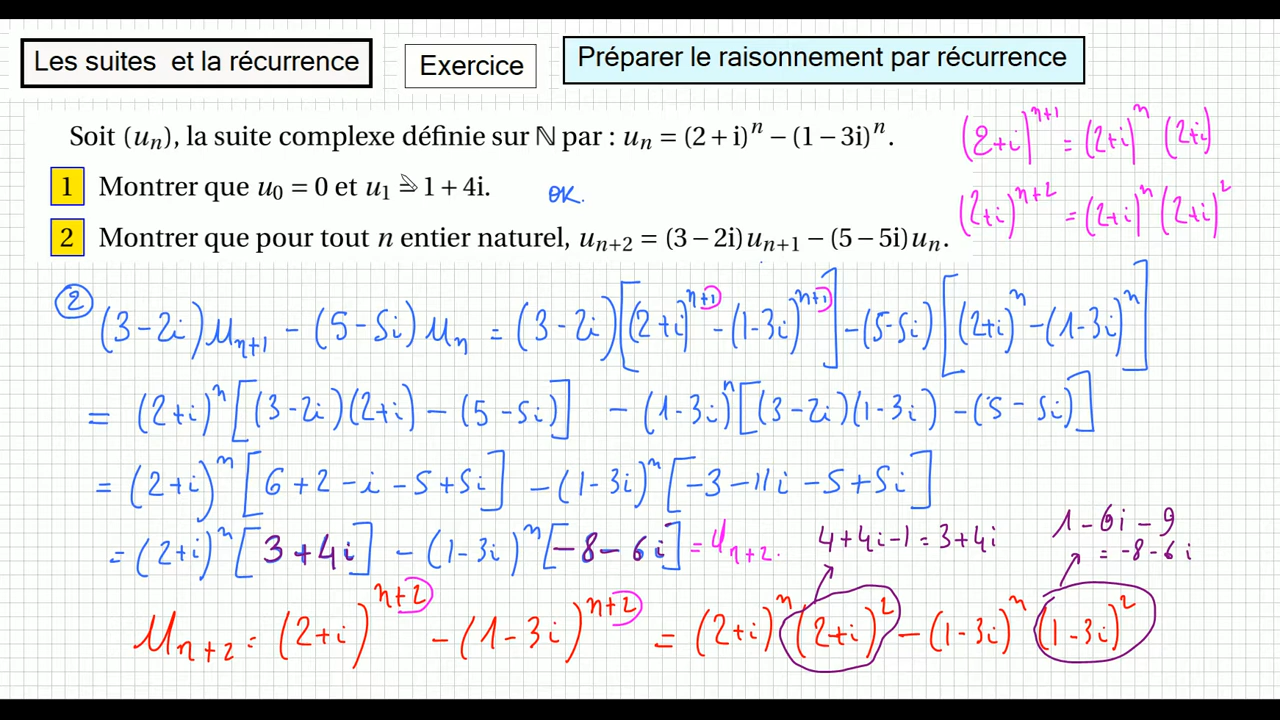 Les suites et la récurrence
Exercice
Préparer le raisonnement par récurrence
Soit (uₙ), la suite complexe définie sur ℕ par : uₙ = (2 + i)ⁿ − (1 − 3i)ⁿ.
1 Montrer que u₀ = 0 et u₁ = 1 + 4i.
OK.
2 Montrer que pour tout n entier naturel, uₙ₊₂ = (3 − 2i)uₙ₊₁ − (5 − 5i)uₙ.
(2+i)ⁿ⁺¹ = (2+i)ⁿ (2+i)
(2+i)ⁿ⁺² = (2+i)ⁿ (2+i)²
② (3−2i)uₙ₊₁ − (5−5i)uₙ = (3−2i)[(2+i)ⁿ⁺¹ − (1−3i)ⁿ⁺¹] − (5−5i)[(2+i)ⁿ − (1−3i)ⁿ]
= (2+i)ⁿ[(3−2i)(2+i) − (5−5i)] − (1−3i)ⁿ[(3−2i)(1−3i) − (5−5i)]
= (2+i)ⁿ[6+2−i−5+5i] − (1−3i)ⁿ[−3−11i−5+5i]
= (2+i)ⁿ[3+4i] − (1−3i)ⁿ[−8−6i] = uₙ₊₂.
4+4i−1 = 3+4i
1−6i−9
= −8−6i
uₙ₊₂ = (2+i)ⁿ⁺² − (1−3i)ⁿ⁺² = (2+i)ⁿ(2+i)² − (1−3i)ⁿ(1−3i)²